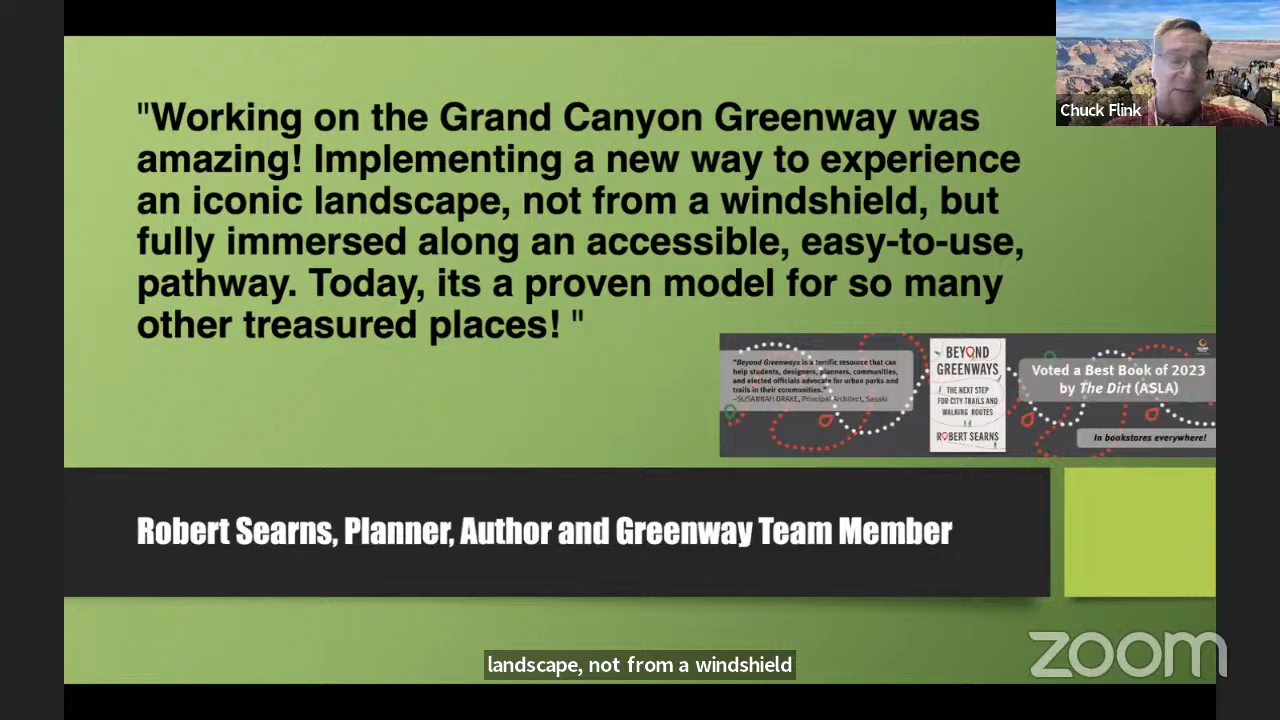 "Working on the Grand Canyon Greenway was
amazing! Implementing a new way to experience
an iconic landscape, not from a windshield, but
fully immersed along an accessible, easy-to-use,
pathway. Today, its a proven model for so many
other treasured places! "
Chuck Flink
"Beyond Greenways is a terrific resource that can
help students, designers, planners, communities,
and elected officials advocate for urban parks and
trails in their communities."
—SUSANNAH DRAKE, Principal Architect, Sasaki
BEYOND
GREENWAYS
THE NEXT STEP
FOR CITY TRAILS AND
WALKING ROUTES
ROBERT SEARNS
Voted a Best Book of 2023
by The Dirt (ASLA)
In bookstores everywhere!
Robert Searns, Planner, Author and Greenway Team Member
landscape, not from a windshield
zoom